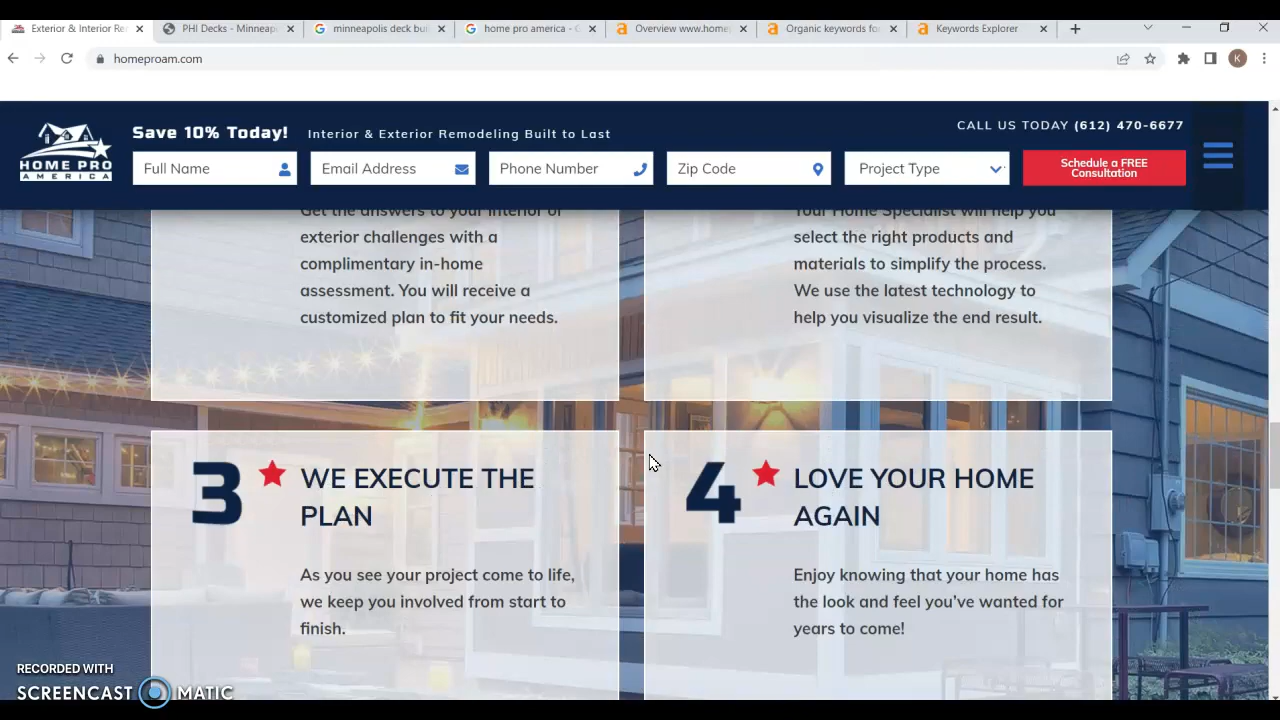 Exterior & Interior Re
PHI Decks - Minneap
minneapolis deck bui
home pro america - G
Overview www.homep
Organic keywords fo
Keywords Explorer
homeproam.com
K
HOME PRO
AMERICA
Save 10% Today!
Interior & Exterior Remodeling Built to Last
CALL US TODAY (612) 470-6677
Full Name
Email Address
Phone Number
Zip Code
Project Type
Schedule a FREE
Consultation
Get the answers to your interior or
exterior challenges with a
complimentary in-home
assessment. You will receive a
customized plan to fit your needs.
Your Home Specialist will help you
select the right products and
materials to simplify the process.
We use the latest technology to
help you visualize the end result.
3
WE EXECUTE THE
PLAN
As you see your project come to life,
we keep you involved from start to
finish.
4
LOVE YOUR HOME
AGAIN
Enjoy knowing that your home has
the look and feel you've wanted for
years to come!
RECORDED WITH
SCREENCAST MATIC